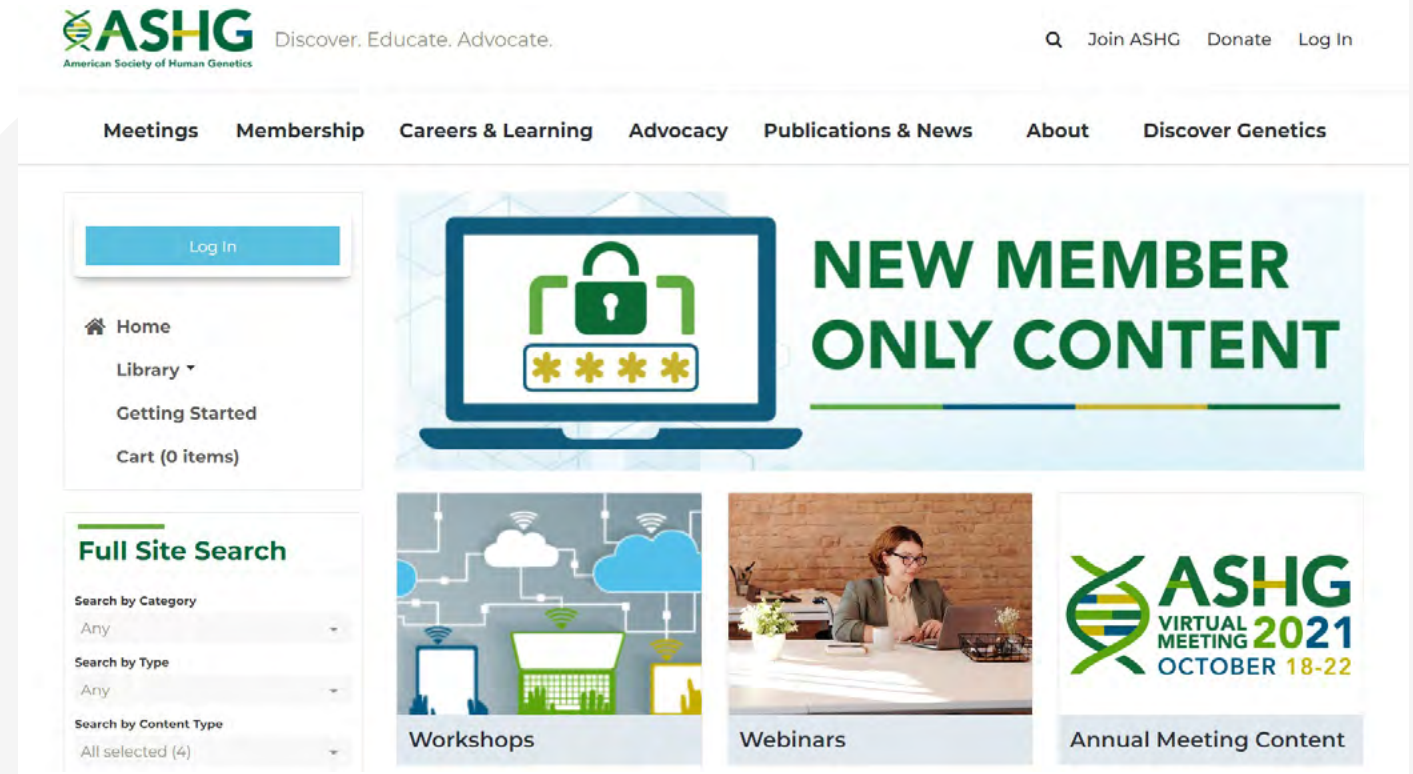 ASHG
American Society of Human Genetics
Discover. Educate. Advocate.
Join ASHG Donate Log In
Meetings Membership Careers & Learning Advocacy Publications & News About Discover Genetics
Log In
Home
Library
Getting Started
Cart (0 items)
NEW MEMBER
ONLY CONTENT
****
Full Site Search
Search by Category
Any
Search by Type
Any
Search by Content Type
All selected (4)
Workshops
Webinars
ASHG
VIRTUAL
MEETING 2021
OCTOBER 18-22
Annual Meeting Content